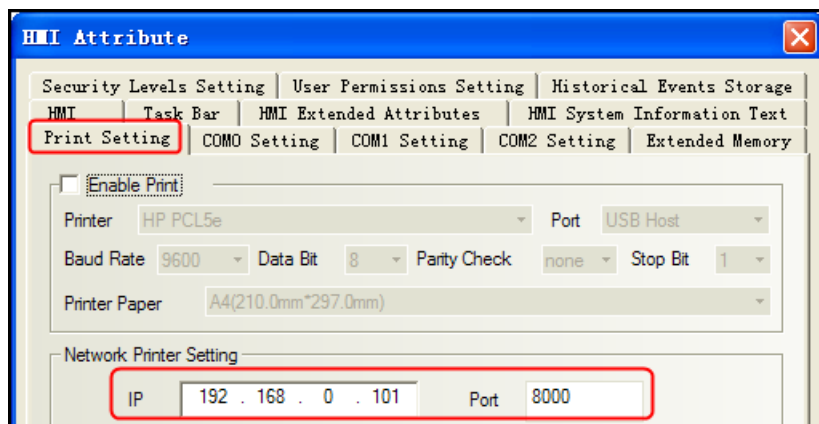 HMI Attribute
Security Levels Setting User Permissions Setting Historical Events Storage
HMI Task Bar HMI Extended Attributes HMI System Information Text
Print Setting COM0 Setting COM1 Setting COM2 Setting Extended Memory
Enable Print
Printer HP PCL5e Port USB Host
Baud Rate 9600 Data Bit 8 Parity Check none Stop Bit 1
Printer Paper A4(210.0mm*297.0mm)
Network Printer Setting
IP 192 . 168 . 0 . 101 Port 8000